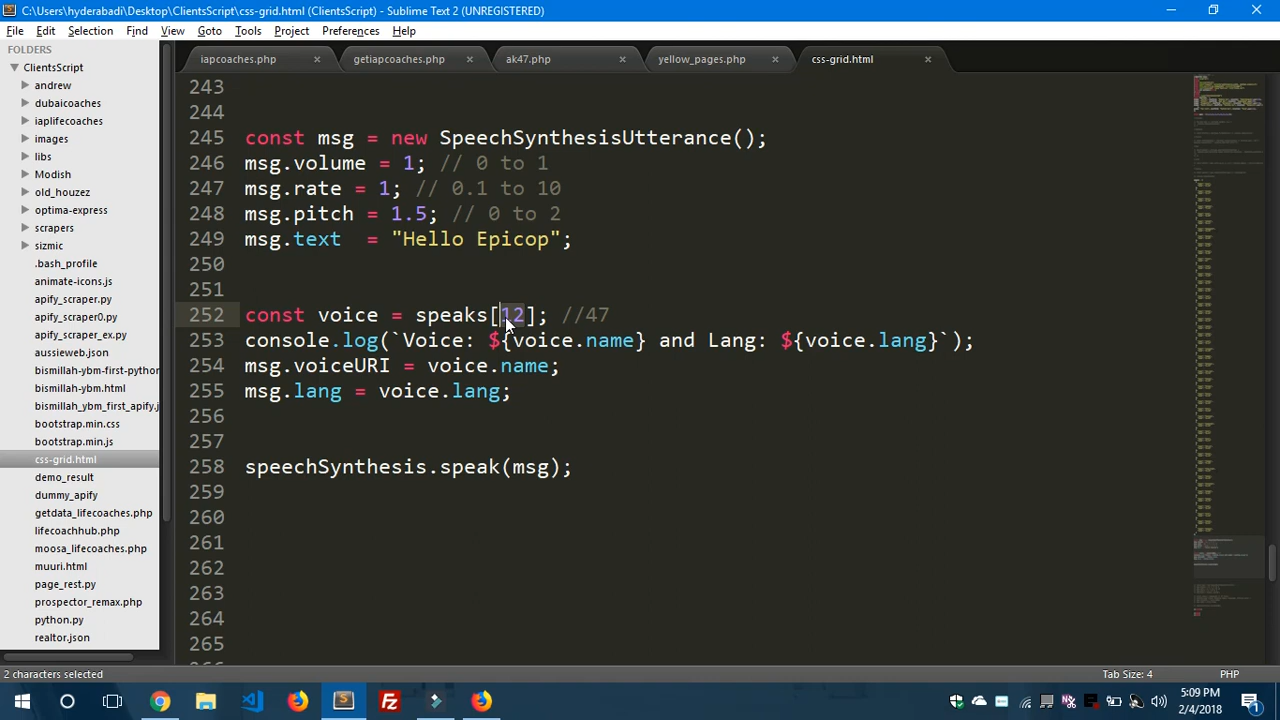 C:\Users\hyderabadi\Desktop\ClientsScript\css-grid.html (ClientsScript) - Sublime Text 2 (UNREGISTERED)
File Edit Selection Find View Goto Tools Project Preferences Help
FOLDERS
ClientsScript
andrew
dubaicoaches
iaplifecoaches
images
libs
Modish
old_houzez
optima-express
scrapers
sizmic
.bash_profile
animate-icons.js
apify_scraper.py
apify_scraper0.py
apify_scraper_ex.py
aussieweb.json
bismillah-ybm-first-python
bismillah-ybm.html
bismillah-ybm_first_apify.j
bootstrap.min.css
bootstrap.min.js
css-grid.html
demo_result
dummy_apify
getdata_lifecoaches.php
lifecoachhub.php
moosa_lifecoaches.php
muuri.html
page_rest.py
prospector_remax.php
python.py
realtor.json
iapcoaches.php × getiapcoaches.php × ak47.php × yellow_pages.php × css-grid.html ×
243
244
245 const msg = new SpeechSynthesisUtterance();
246 msg.volume = 1; // 0 to 1
247 msg.rate = 1; // 0.1 to 10
248 msg.pitch = 1.5; // 0 to 2
249 msg.text  = "Hello Epicop";
250
251
252 const voice = speaks[12]; //47
253 console.log(`Voice: ${voice.name} and Lang: ${voice.lang}`);
254 msg.voiceURI = voice.name;
255 msg.lang = voice.lang;
256
257
258 speechSynthesis.speak(msg);
259
260
261
262
263
264
265
2 characters selected Tab Size: 4 PHP
5:09 PM
2/4/2018